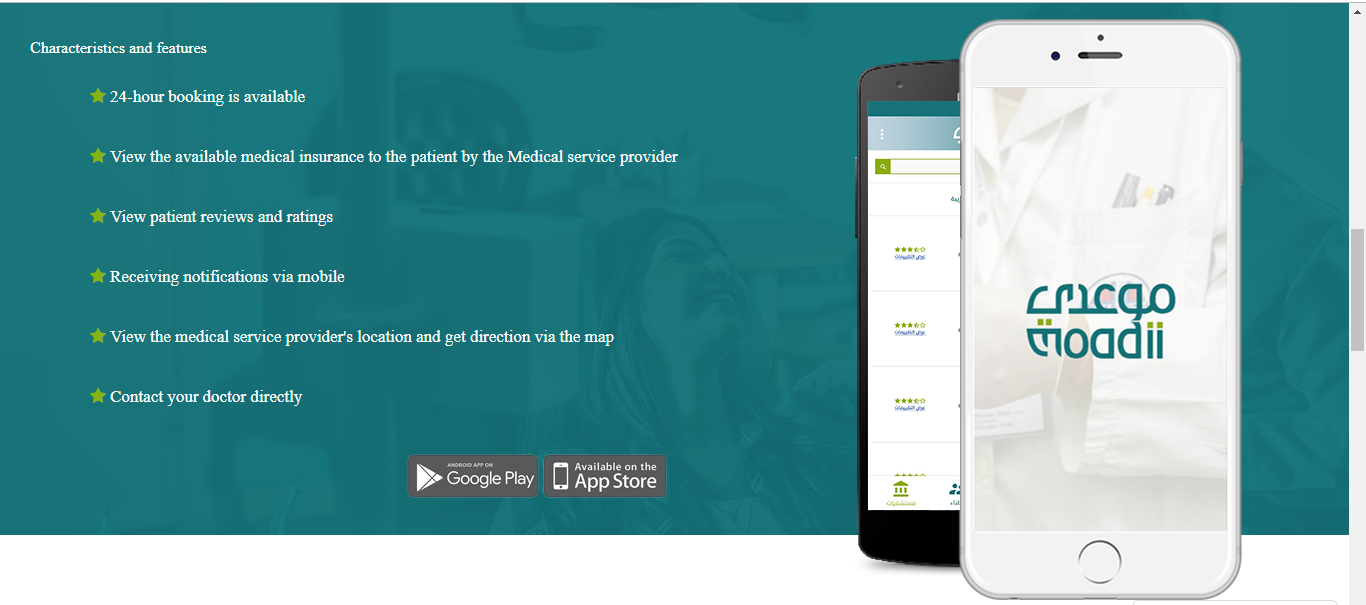 Characteristics and features
24-hour booking is available
View the available medical insurance to the patient by the Medical service provider
View patient reviews and ratings
Receiving notifications via mobile
View the medical service provider's location and get direction via the map
Contact your doctor directly
ANDROID APP ON
Google Play
Available on the
App Store
عرض التقييمات
عرض التقييمات
عرض التقييمات
مستشفيات
موعدي
moadii